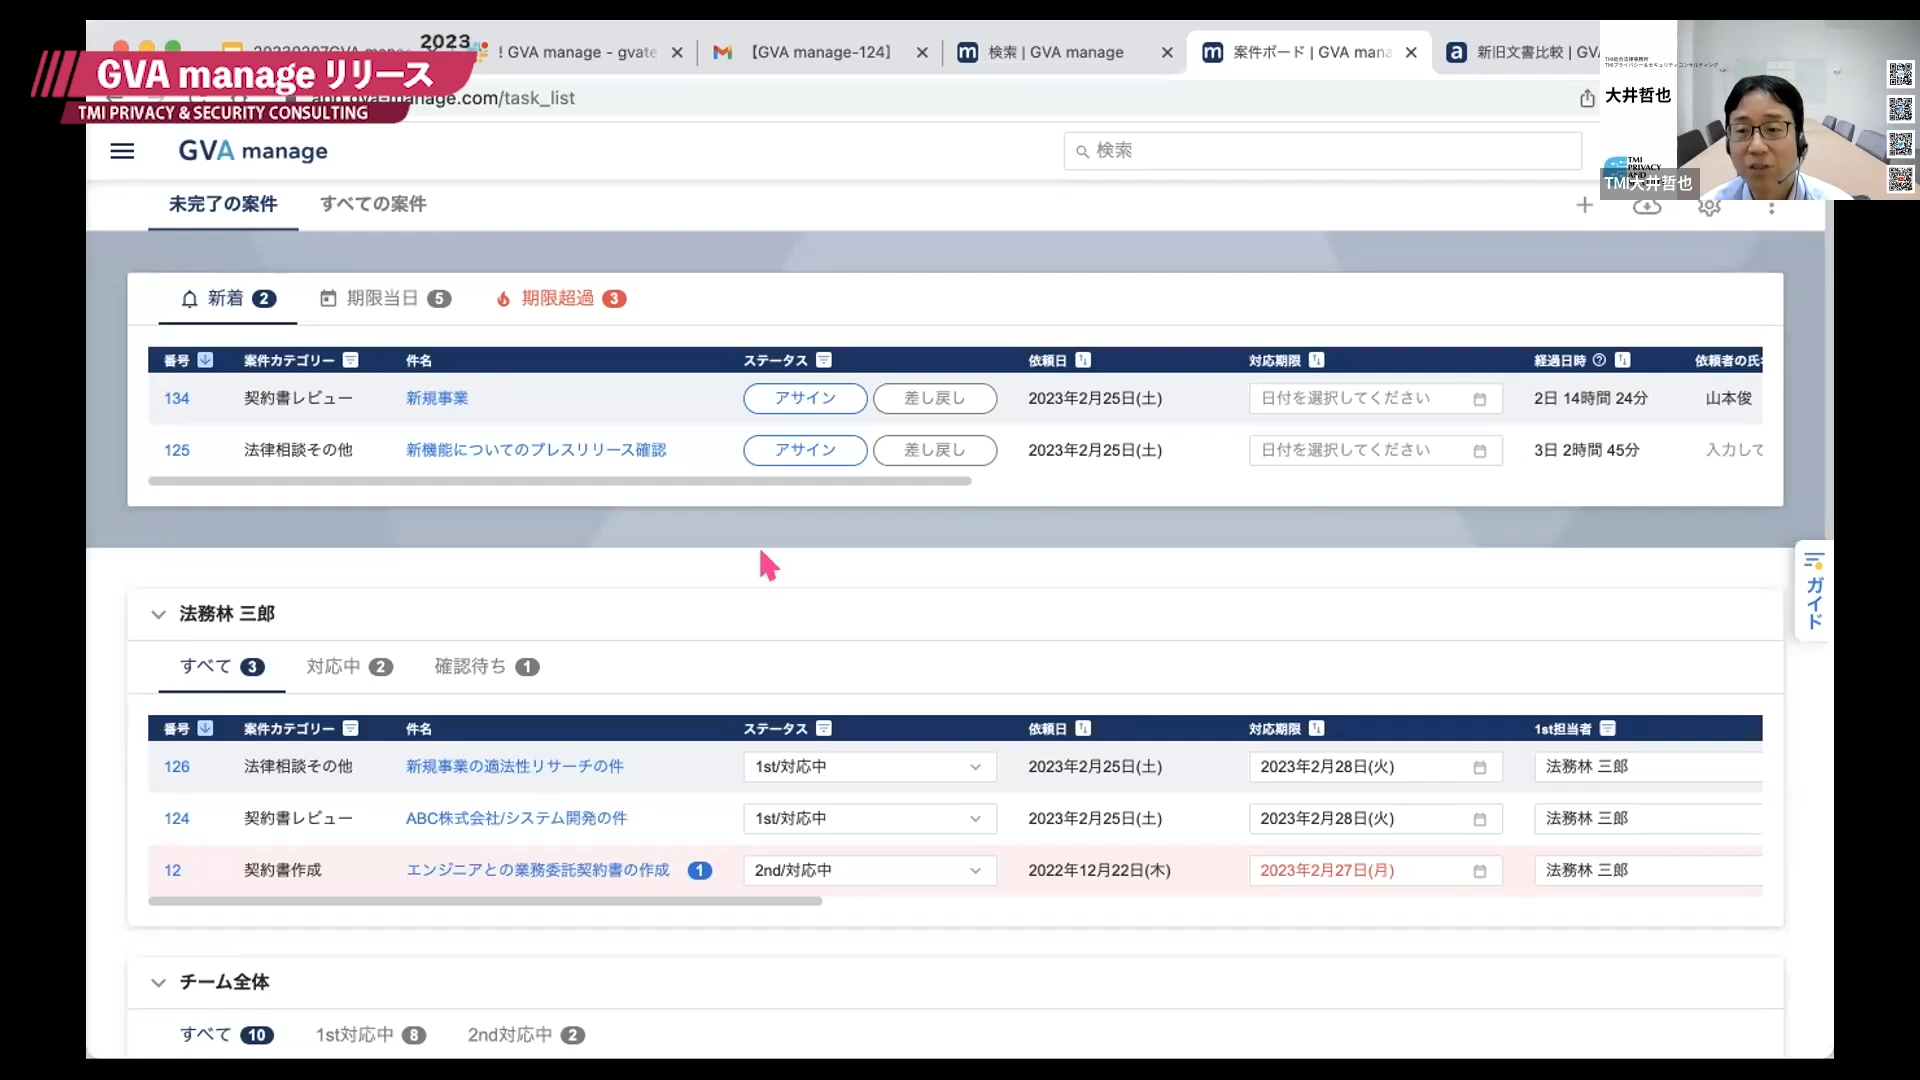 2023
GVA manage リリース
TMI PRIVACY & SECURITY CONSULTING
! GVA manage - gvate
【GVA manage-124】
検索 | GVA manage
案件ボード | GVA mana
新旧文書比較 | GV
app.gva-manage.com/task_list
大井哲也
TMI
PRIVACY
AND
TMI大井哲也
GVA manage
検索
未完了の案件 すべての案件
新着 2 期限当日 5 期限超過 3
番号 案件カテゴリー 件名 ステータス 依頼日 対応期限 経過日時 依頼者の氏
134 契約書レビュー 新規事業 アサイン 差し戻し 2023年2月25日(土) 日付を選択してください 2日 14時間 24分 山本俊
125 法律相談その他 新機能についてのプレスリリース確認 アサイン 差し戻し 2023年2月25日(土) 日付を選択してください 3日 2時間 45分 入力して
ガイド
法務林 三郎
すべて 3 対応中 2 確認待ち 1
番号 案件カテゴリー 件名 ステータス 依頼日 対応期限 1st担当者
126 法律相談その他 新規事業の適法性リサーチの件 1st/対応中 2023年2月25日(土) 2023年2月28日(火) 法務林 三郎
124 契約書レビュー ABC株式会社/システム開発の件 1st/対応中 2023年2月25日(土) 2023年2月28日(火) 法務林 三郎
12 契約書作成 エンジニアとの業務委託契約書の作成 1 2nd/対応中 2022年12月22日(木) 2023年2月27日(月) 法務林 三郎
チーム全体
すべて 10 1st対応中 8 2nd対応中 2